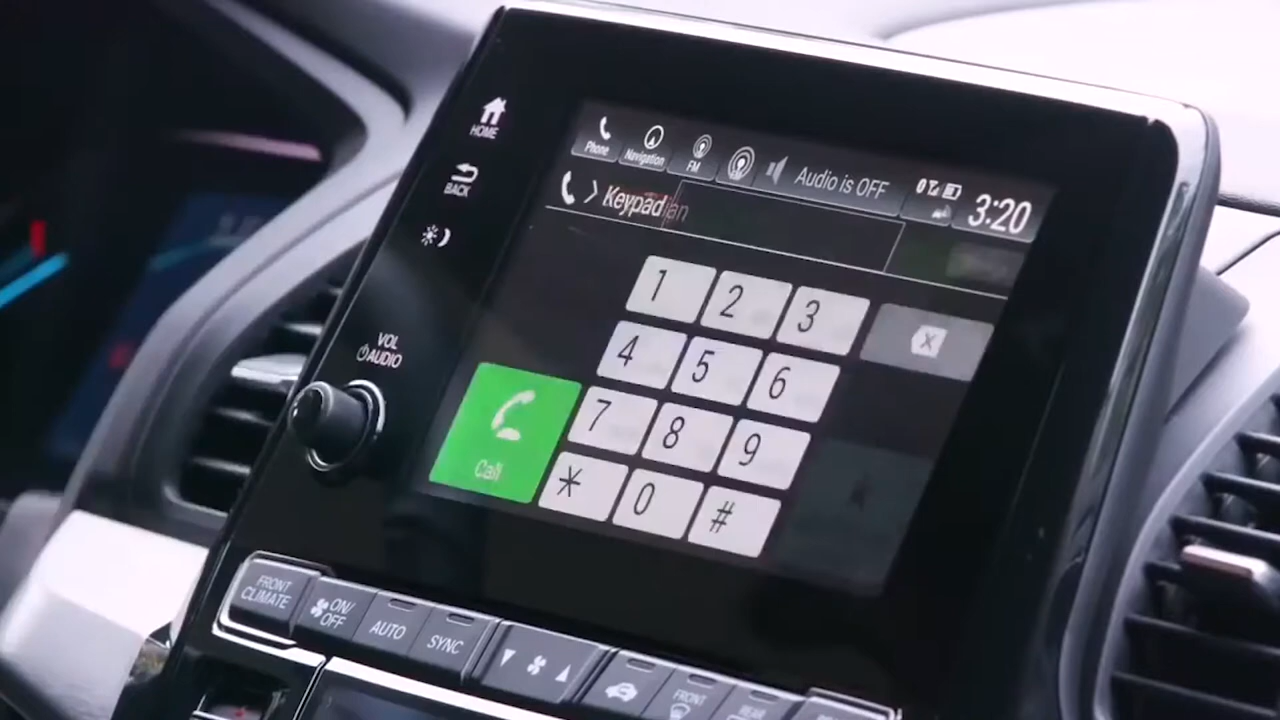 HOME
BACK
VOL
AUDIO
Phone
Navigation
FM
Audio is OFF
3:20
Keypad
1 2 3
4 5 6
7 8 9
* 0 #
Call
FRONT
CLIMATE
ON/
OFF
AUTO
SYNC
FRONT
REAR